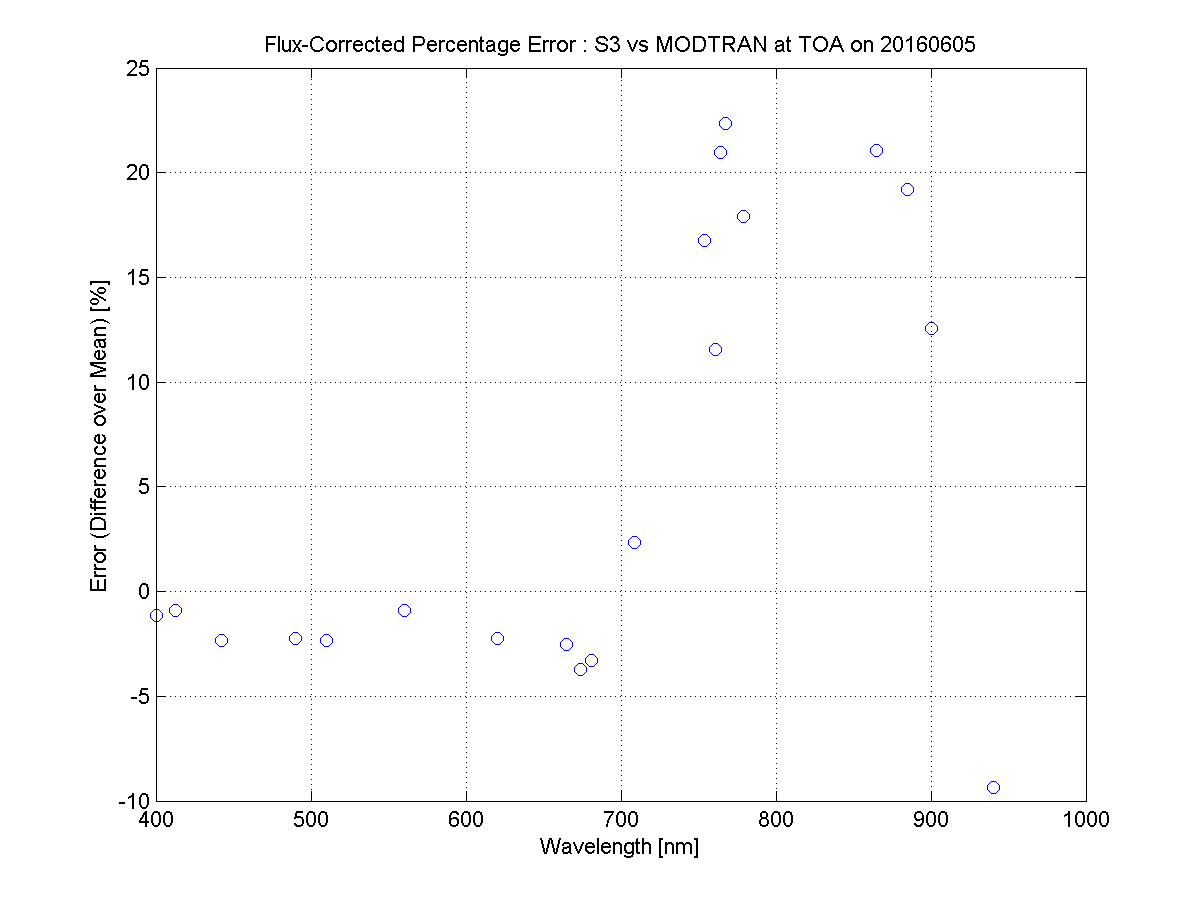 Flux-Corrected Percentage Error : S3 vs MODTRAN at TOA on 20160605
25
20
15
10
5
0
-5
-10
Error (Difference over Mean) [%]
400 500 600 700 800 900 1000
Wavelength [nm]